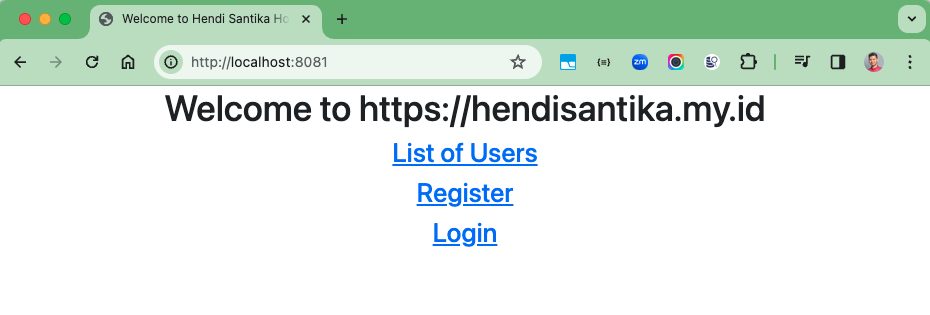 Welcome to Hendi Santika Ho
http://localhost:8081
{≡}
zm
Welcome to https://hendisantika.my.id
List of Users
Register
Login